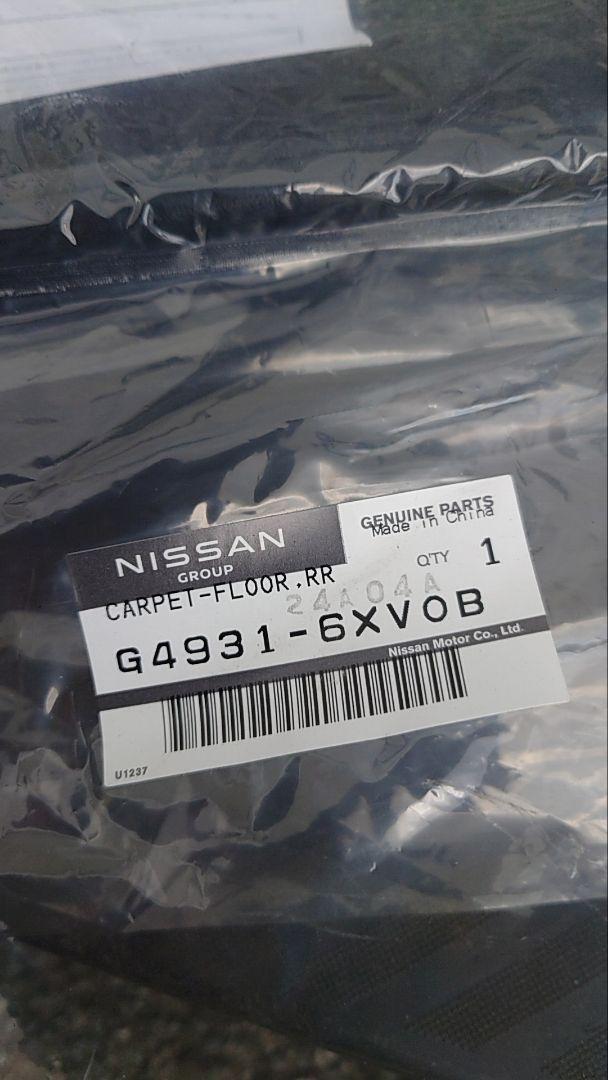 NISSAN
GROUP
GENUINE PARTS
Made in China
Q'TY 1
CARPET-FLOOR,RR
24A04A
G4931-6XV0B
Nissan Motor Co., Ltd.
U1237